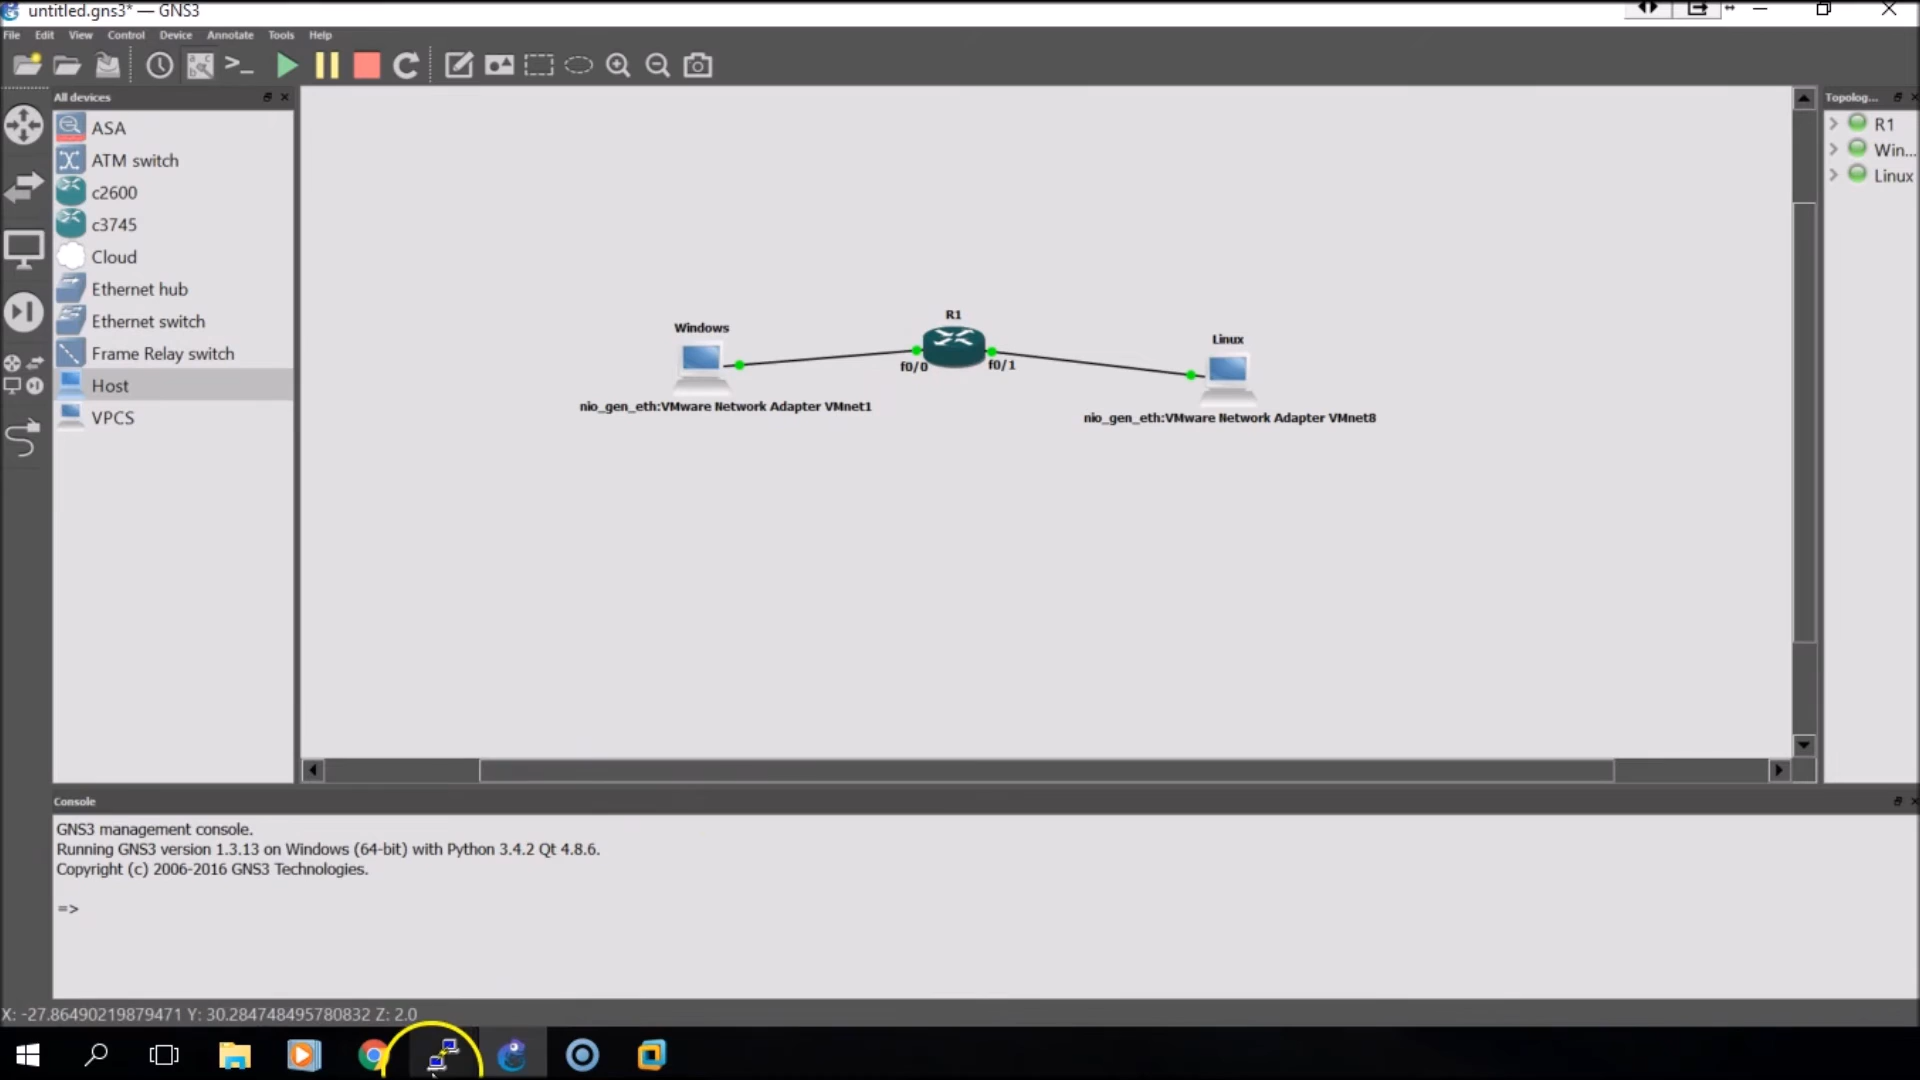 untitled.gns3* — GNS3
File Edit View Control Device Annotate Tools Help
All devices
ASA
ATM switch
c2600
c3745
Cloud
Ethernet hub
Ethernet switch
Frame Relay switch
Host
VPCS
R1
Windows
Linux
f0/0
f0/1
nio_gen_eth:VMware Network Adapter VMnet1
nio_gen_eth:VMware Network Adapter VMnet8
Topolog...
R1
Win...
Linux
Console
GNS3 management console.
Running GNS3 version 1.3.13 on Windows (64-bit) with Python 3.4.2 Qt 4.8.6.
Copyright (c) 2006-2016 GNS3 Technologies.
=>
X: -27.86490219879471 Y: 30.284748495780832 Z: 2.0